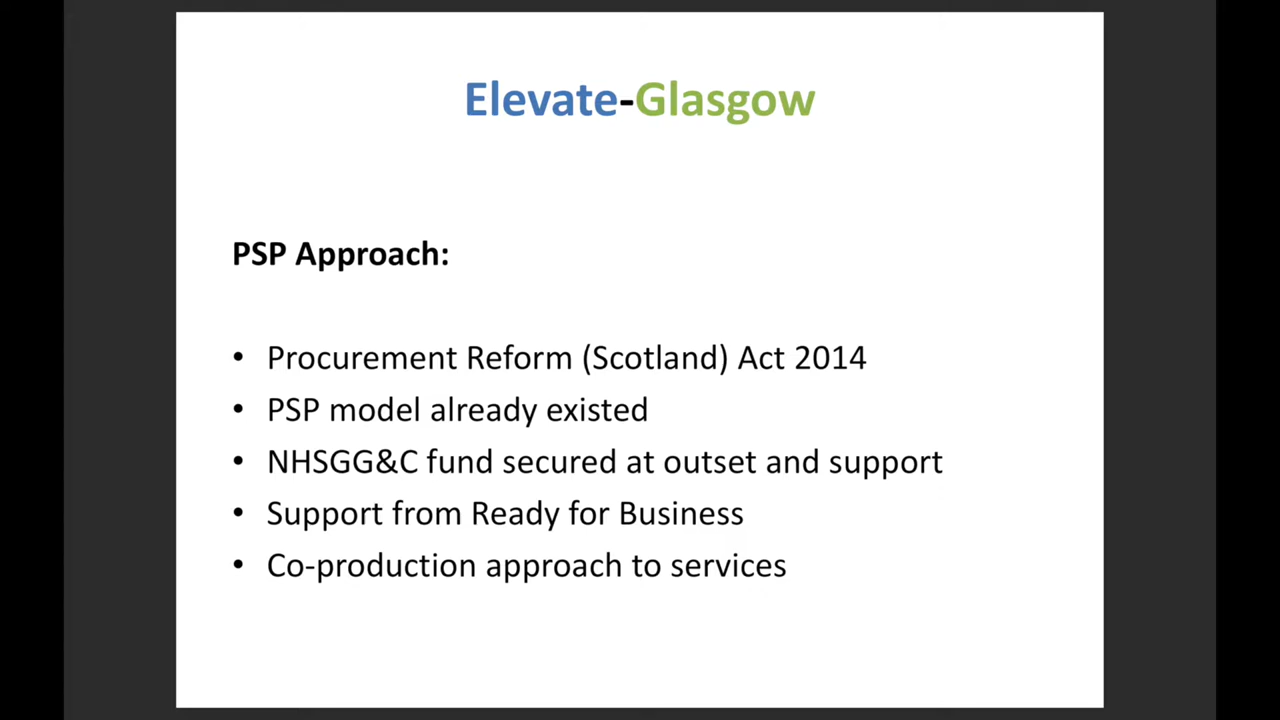 Elevate-Glasgow
PSP Approach:
• Procurement Reform (Scotland) Act 2014
• PSP model already existed
• NHSGG&C fund secured at outset and support
• Support from Ready for Business
• Co-production approach to services